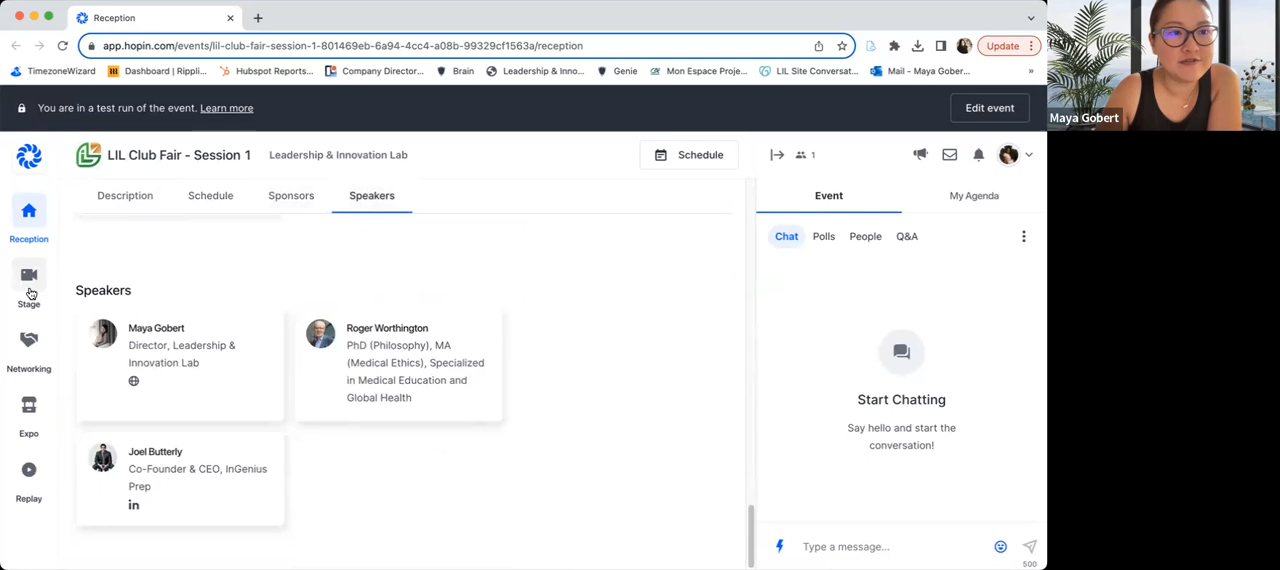 Reception
app.hopin.com/events/lil-club-fair-session-1-801469eb-6a94-4cc4-a08b-99329cf1563a/reception
Update
TimezoneWizard
Dashboard | Rippli...
Hubspot Reports...
Company Director...
Brain
Leadership & Inno...
Genie
Mon Espace Proje...
LIL Site Conversat...
Mail - Maya Gober...
»
Maya Gobert
You are in a test run of the event. Learn more
Edit event
LIL Club Fair - Session 1
Leadership & Innovation Lab
Schedule
1
Description
Schedule
Sponsors
Speakers
Event
My Agenda
Reception
Stage
Networking
Expo
Replay
Chat
Polls
People
Q&A
Speakers
Maya Gobert
Director, Leadership &
Innovation Lab
Roger Worthington
PhD (Philosophy), MA
(Medical Ethics), Specialized
in Medical Education and
Global Health
Joel Butterly
Co-Founder & CEO, InGenius
Prep
in
Start Chatting
Say hello and start the
conversation!
Type a message...
500